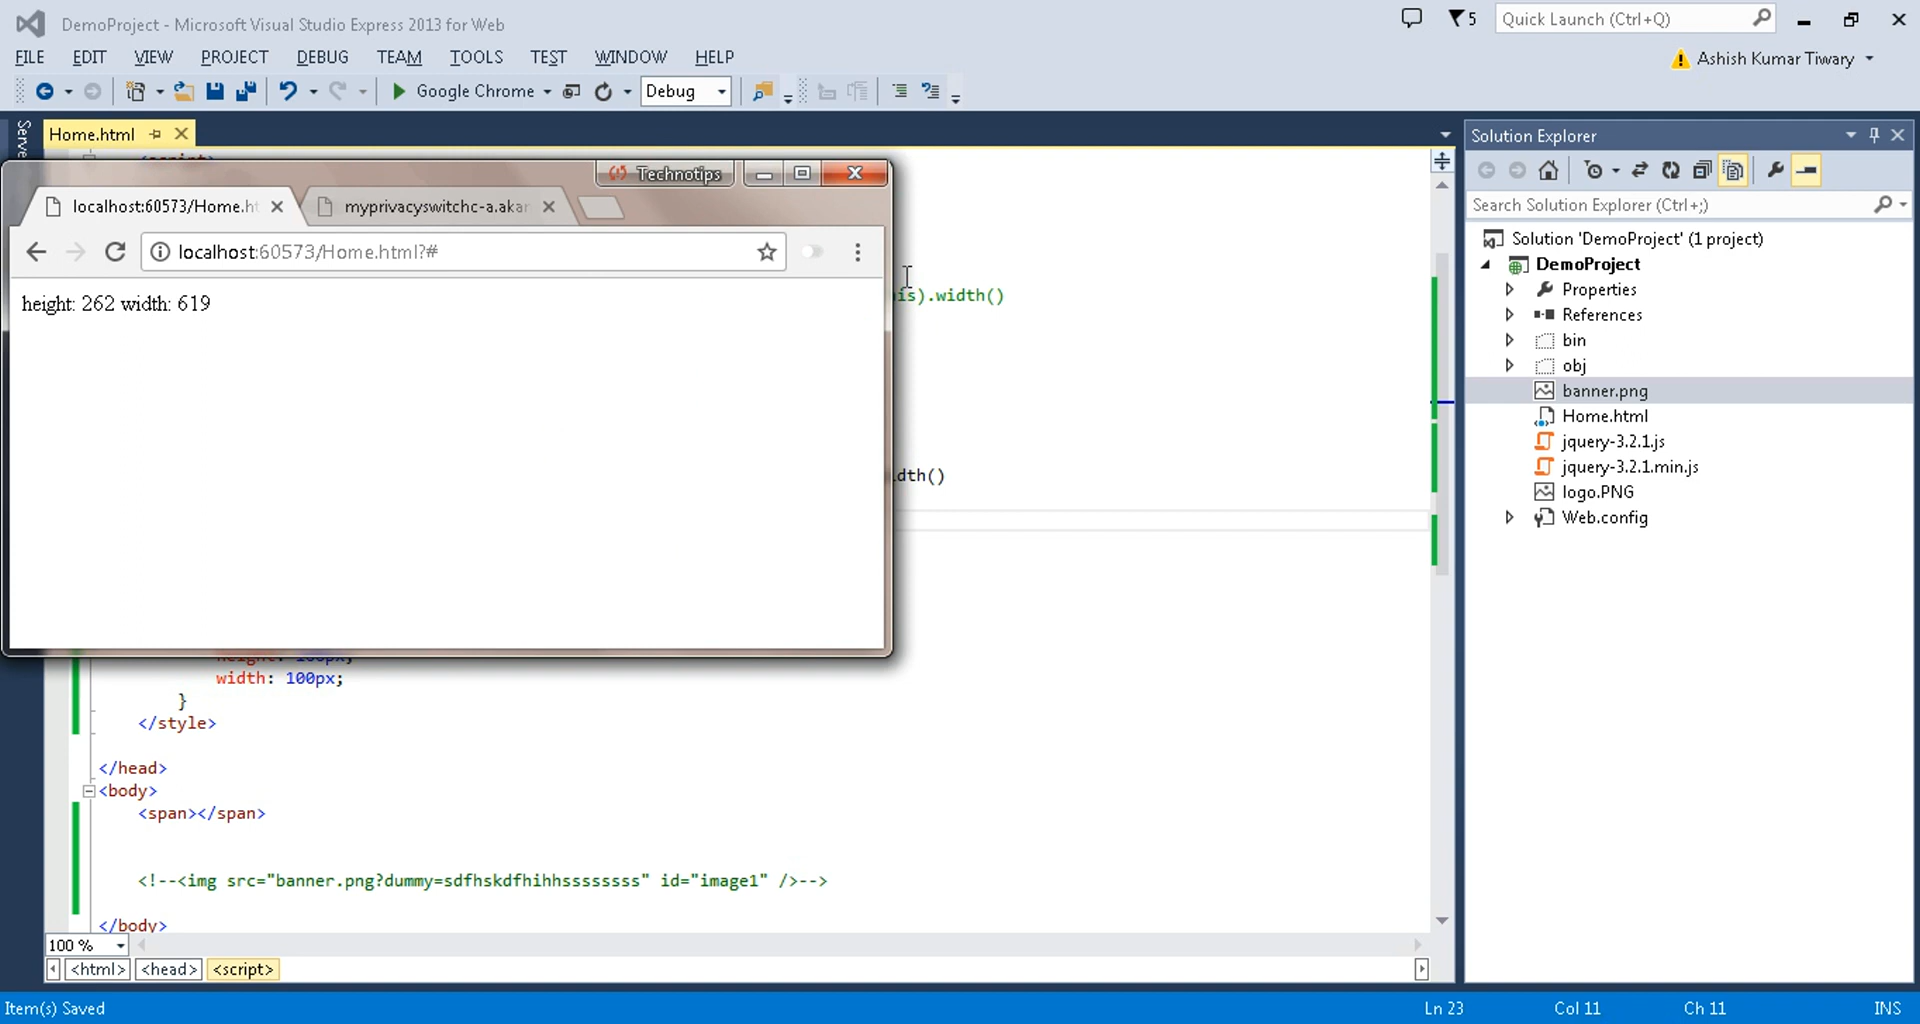 DemoProject - Microsoft Visual Studio Express 2013 for Web
5
Quick Launch (Ctrl+Q)
FILE EDIT VIEW PROJECT DEBUG TEAM TOOLS TEST WINDOW HELP
Ashish Kumar Tiwary
Google Chrome
Debug
Home.html
Technotips
localhost:60573/Home.ht
myprivacyswitchc-a.akar
localhost:60573/Home.html?#
height: 262 width: 619
is).width()
dth()
width: 100px;
}
</style>
</head>
<body>
<span></span>
<!--<img src="banner.png?dummy=sdfhskdfhihhssssssss" id="image1" />-->
</body>
100 %
<html> <head> <script>
Solution Explorer
Search Solution Explorer (Ctrl+;)
Solution 'DemoProject' (1 project)
DemoProject
Properties
References
bin
obj
banner.png
Home.html
jquery-3.2.1.js
jquery-3.2.1.min.js
logo.PNG
Web.config
Item(s) Saved
Ln 23 Col 11 Ch 11 INS